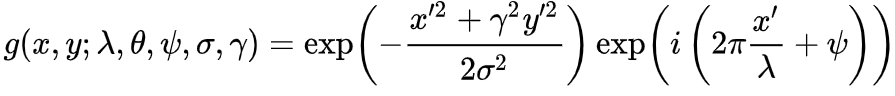 g(x, y; λ, θ, ψ, σ, γ) = exp(−(x′² + γ²y′²)/(2σ²)) exp(i(2π x′/λ + ψ))